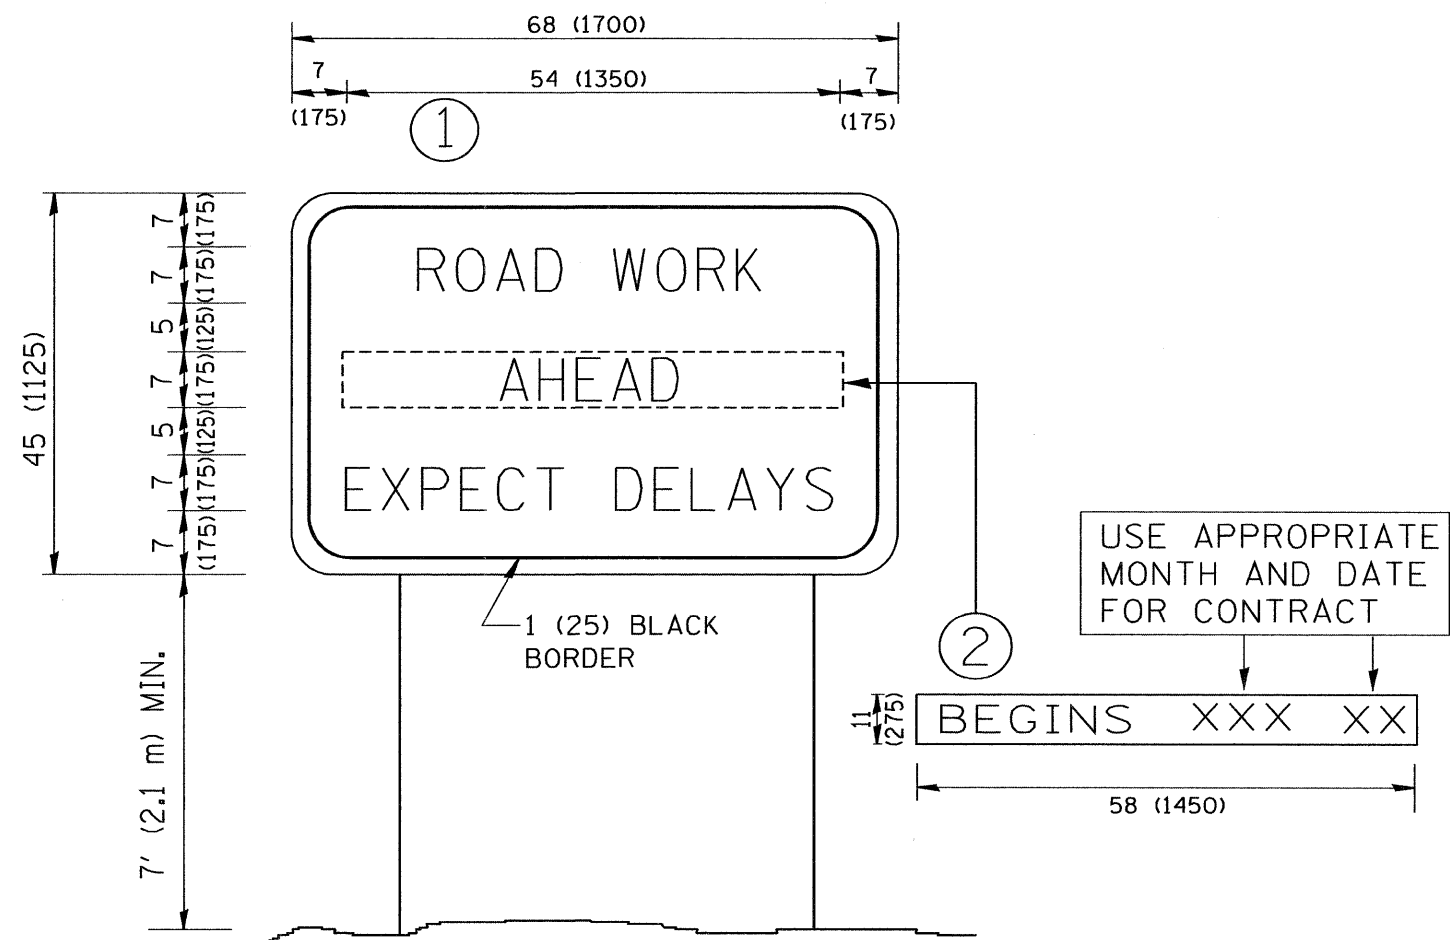 68 (1700)
7
54 (1350)
7
(175)
(175)
1
45 (1125)
7 (175)
7 (175)
5 (125)
7 (175)
5 (125)
7 (175)
7 (175)
ROAD WORK
AHEAD
EXPECT DELAYS
1 (25) BLACK
BORDER
7' (2.1 m) MIN.
2
USE APPROPRIATE
MONTH AND DATE
FOR CONTRACT
11
(275)
BEGINS XXX XX
58 (1450)